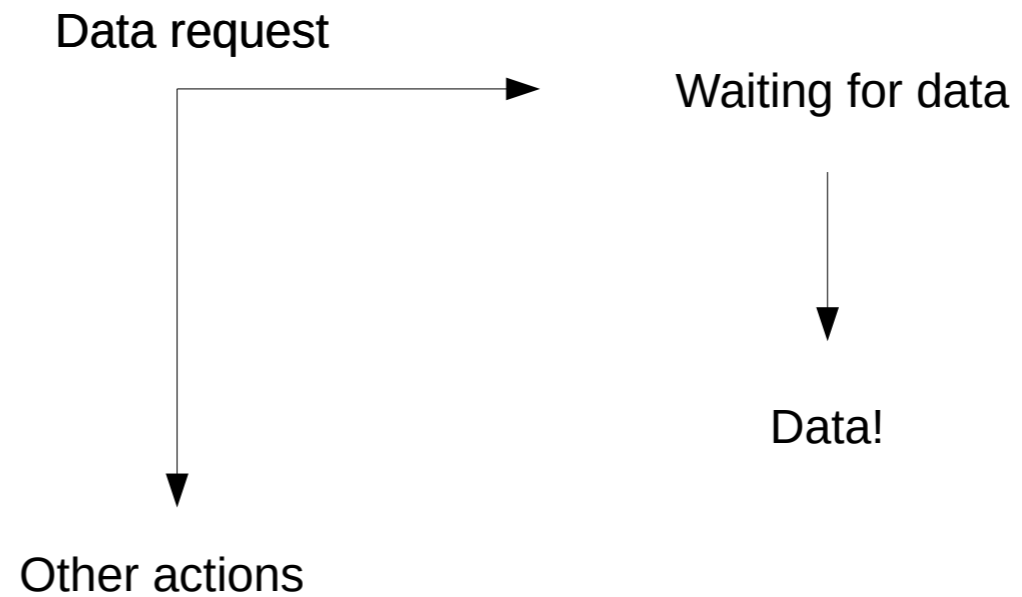 Data request
Waiting for data
Data!
Other actions